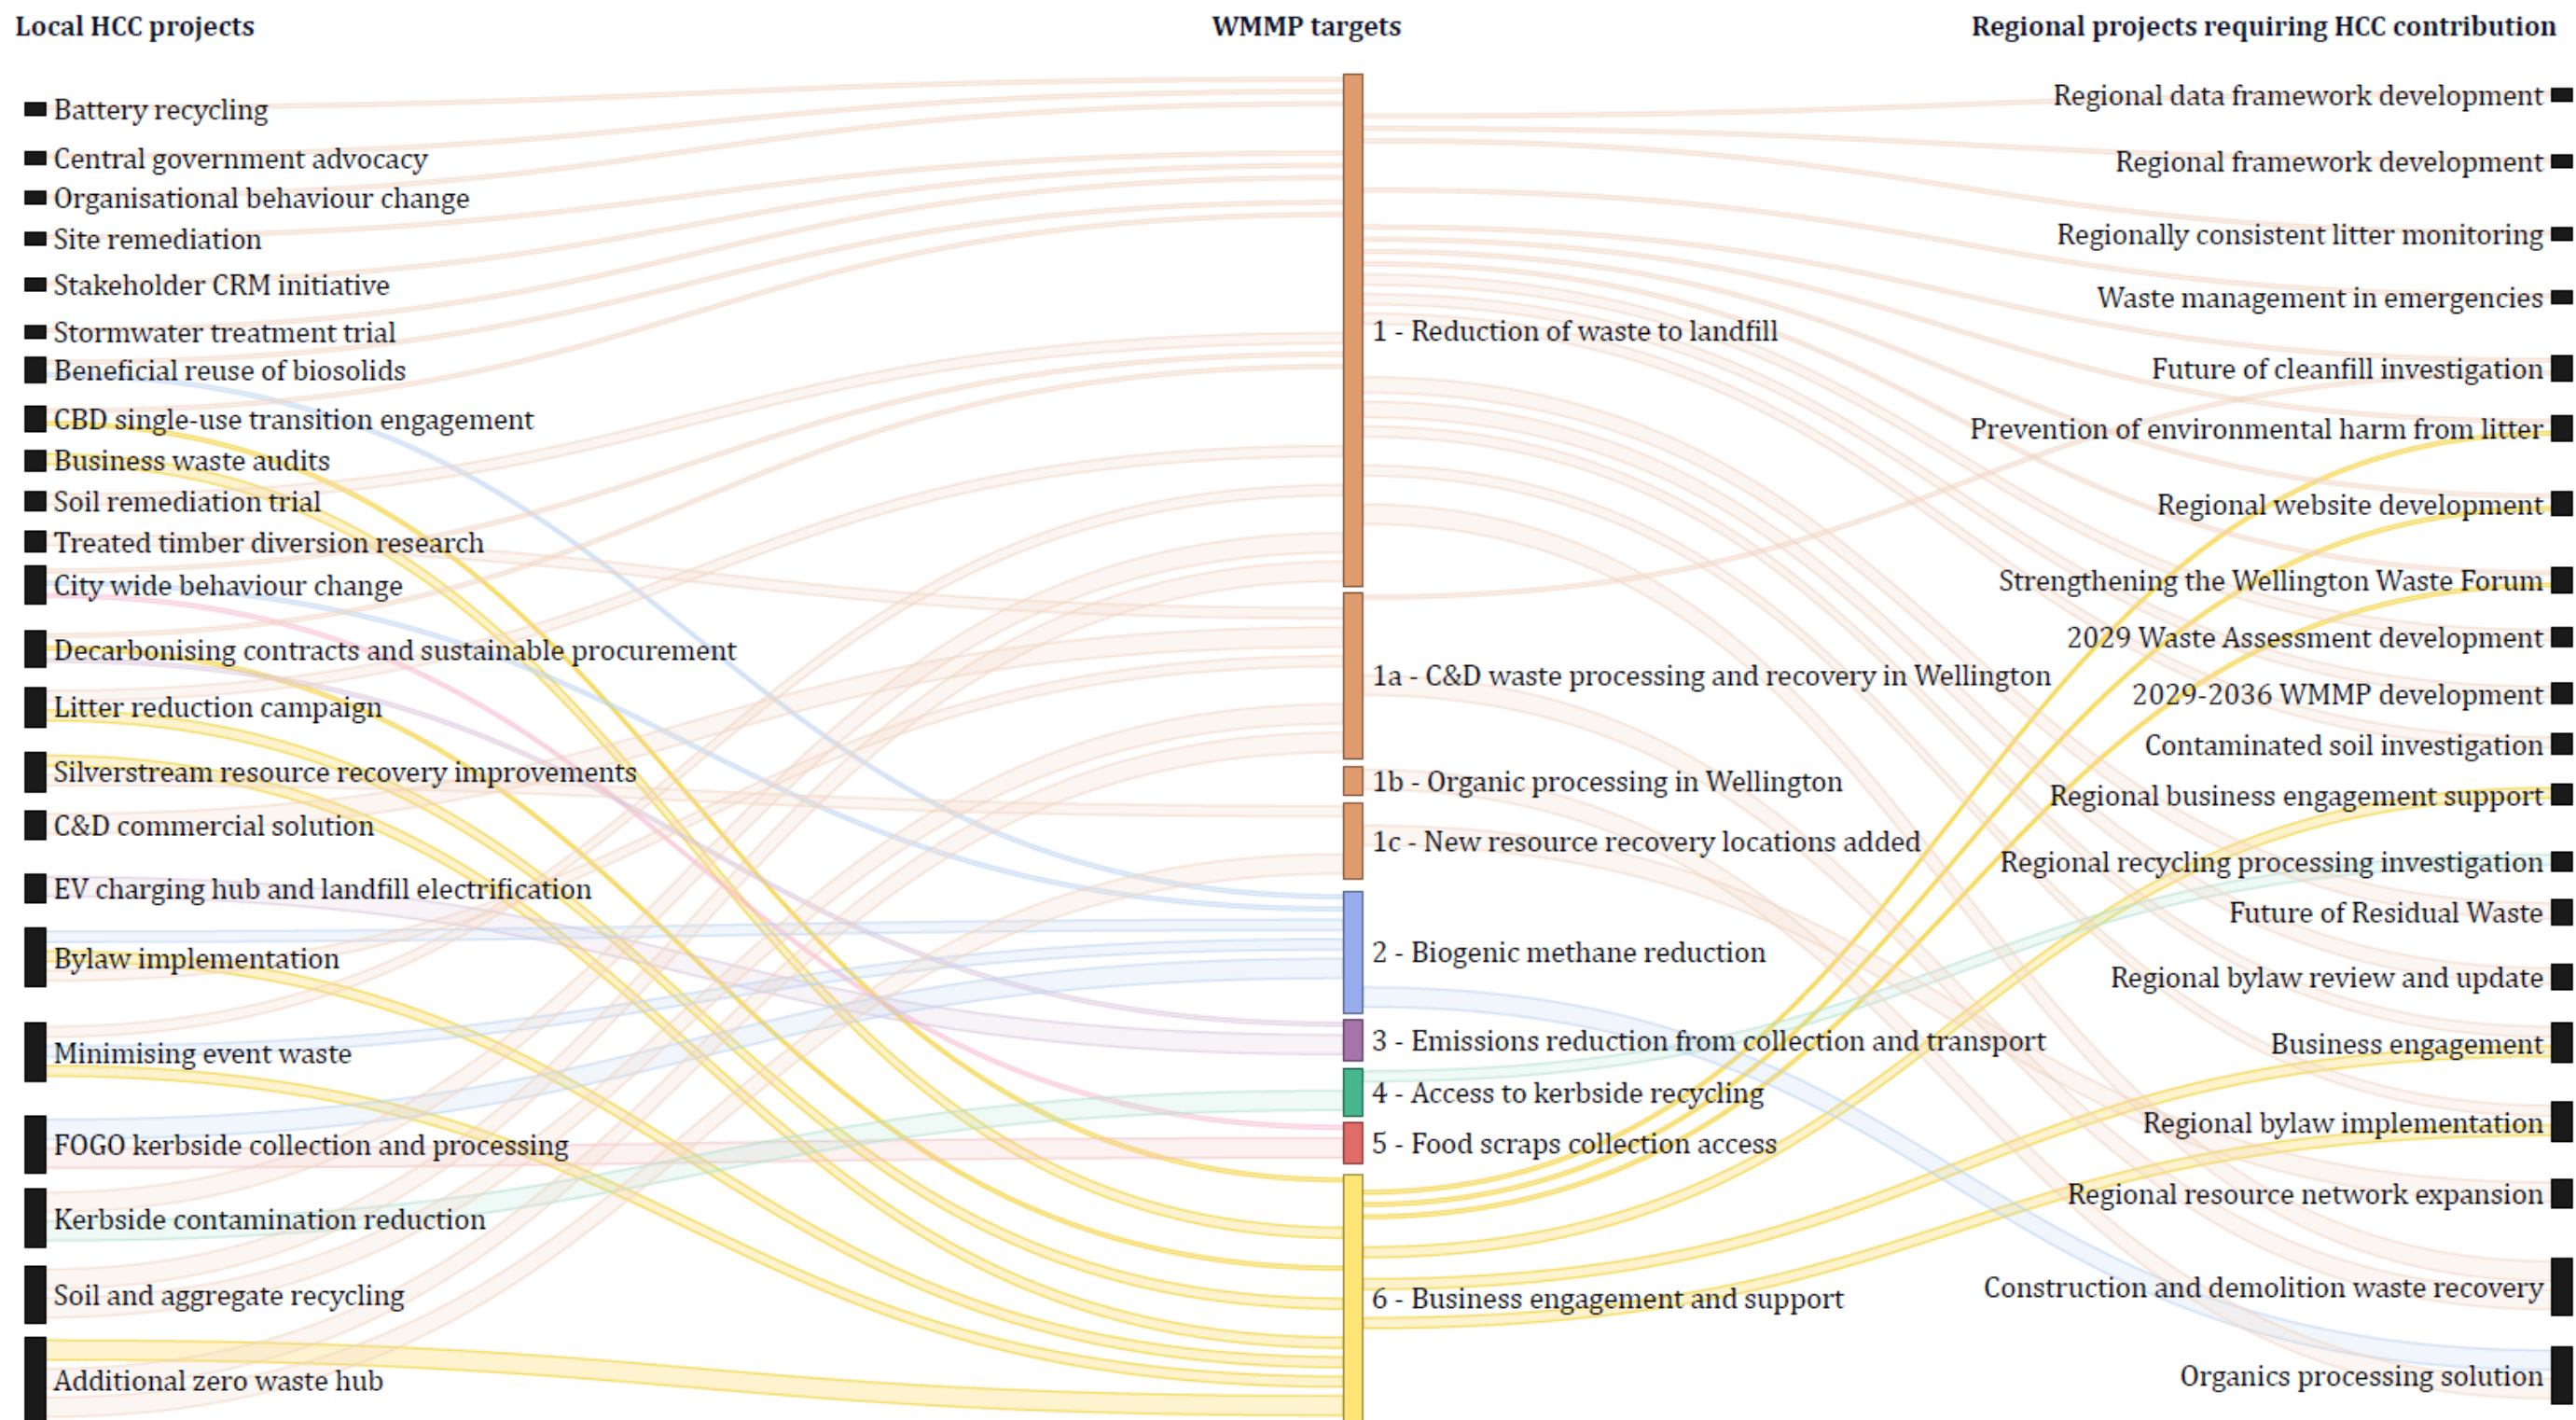 Local HCC projects
WMMP targets
Regional projects requiring HCC contribution
Battery recycling
Central government advocacy
Organisational behaviour change
Site remediation
Stakeholder CRM initiative
Stormwater treatment trial
Beneficial reuse of biosolids
CBD single-use transition engagement
Business waste audits
Soil remediation trial
Treated timber diversion research
City wide behaviour change
Decarbonising contracts and sustainable procurement
Litter reduction campaign
Silverstream resource recovery improvements
C&D commercial solution
EV charging hub and landfill electrification
Bylaw implementation
Minimising event waste
FOGO kerbside collection and processing
Kerbside contamination reduction
Soil and aggregate recycling
Additional zero waste hub
1 - Reduction of waste to landfill
1a - C&D waste processing and recovery in Wellington
1b - Organic processing in Wellington
1c - New resource recovery locations added
2 - Biogenic methane reduction
3 - Emissions reduction from collection and transport
4 - Access to kerbside recycling
5 - Food scraps collection access
6 - Business engagement and support
Regional data framework development
Regional framework development
Regionally consistent litter monitoring
Waste management in emergencies
Future of cleanfill investigation
Prevention of environmental harm from litter
Regional website development
Strengthening the Wellington Waste Forum
2029 Waste Assessment development
2029-2036 WMMP development
Contaminated soil investigation
Regional business engagement support
Regional recycling processing investigation
Future of Residual Waste
Regional bylaw review and update
Business engagement
Regional bylaw implementation
Regional resource network expansion
Construction and demolition waste recovery
Organics processing solution